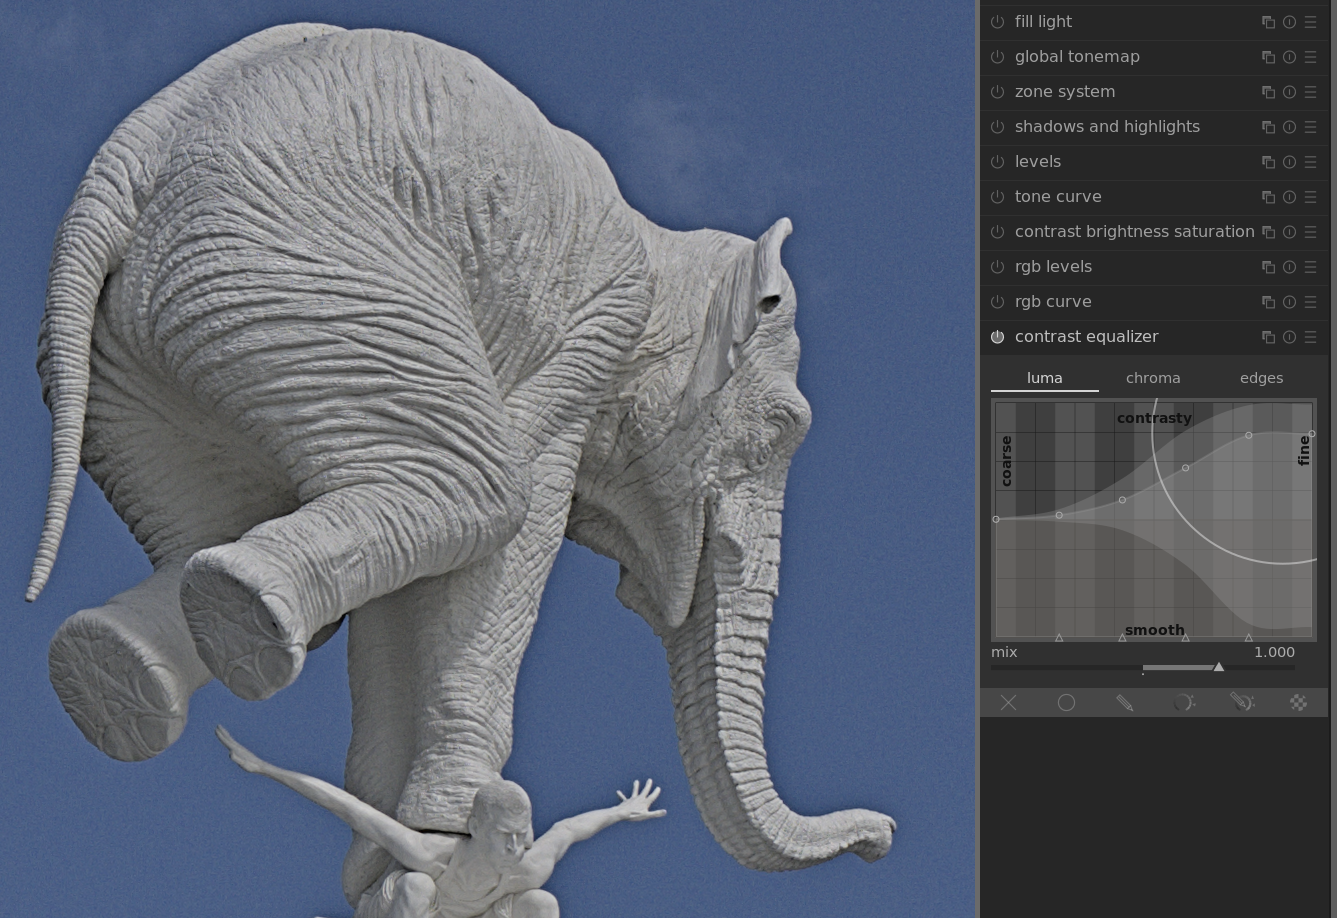 fill light
global tonemap
zone system
shadows and highlights
levels
tone curve
contrast brightness saturation
rgb levels
rgb curve
contrast equalizer
luma chroma edges
contrasty
coarse
fine
smooth
mix 1.000